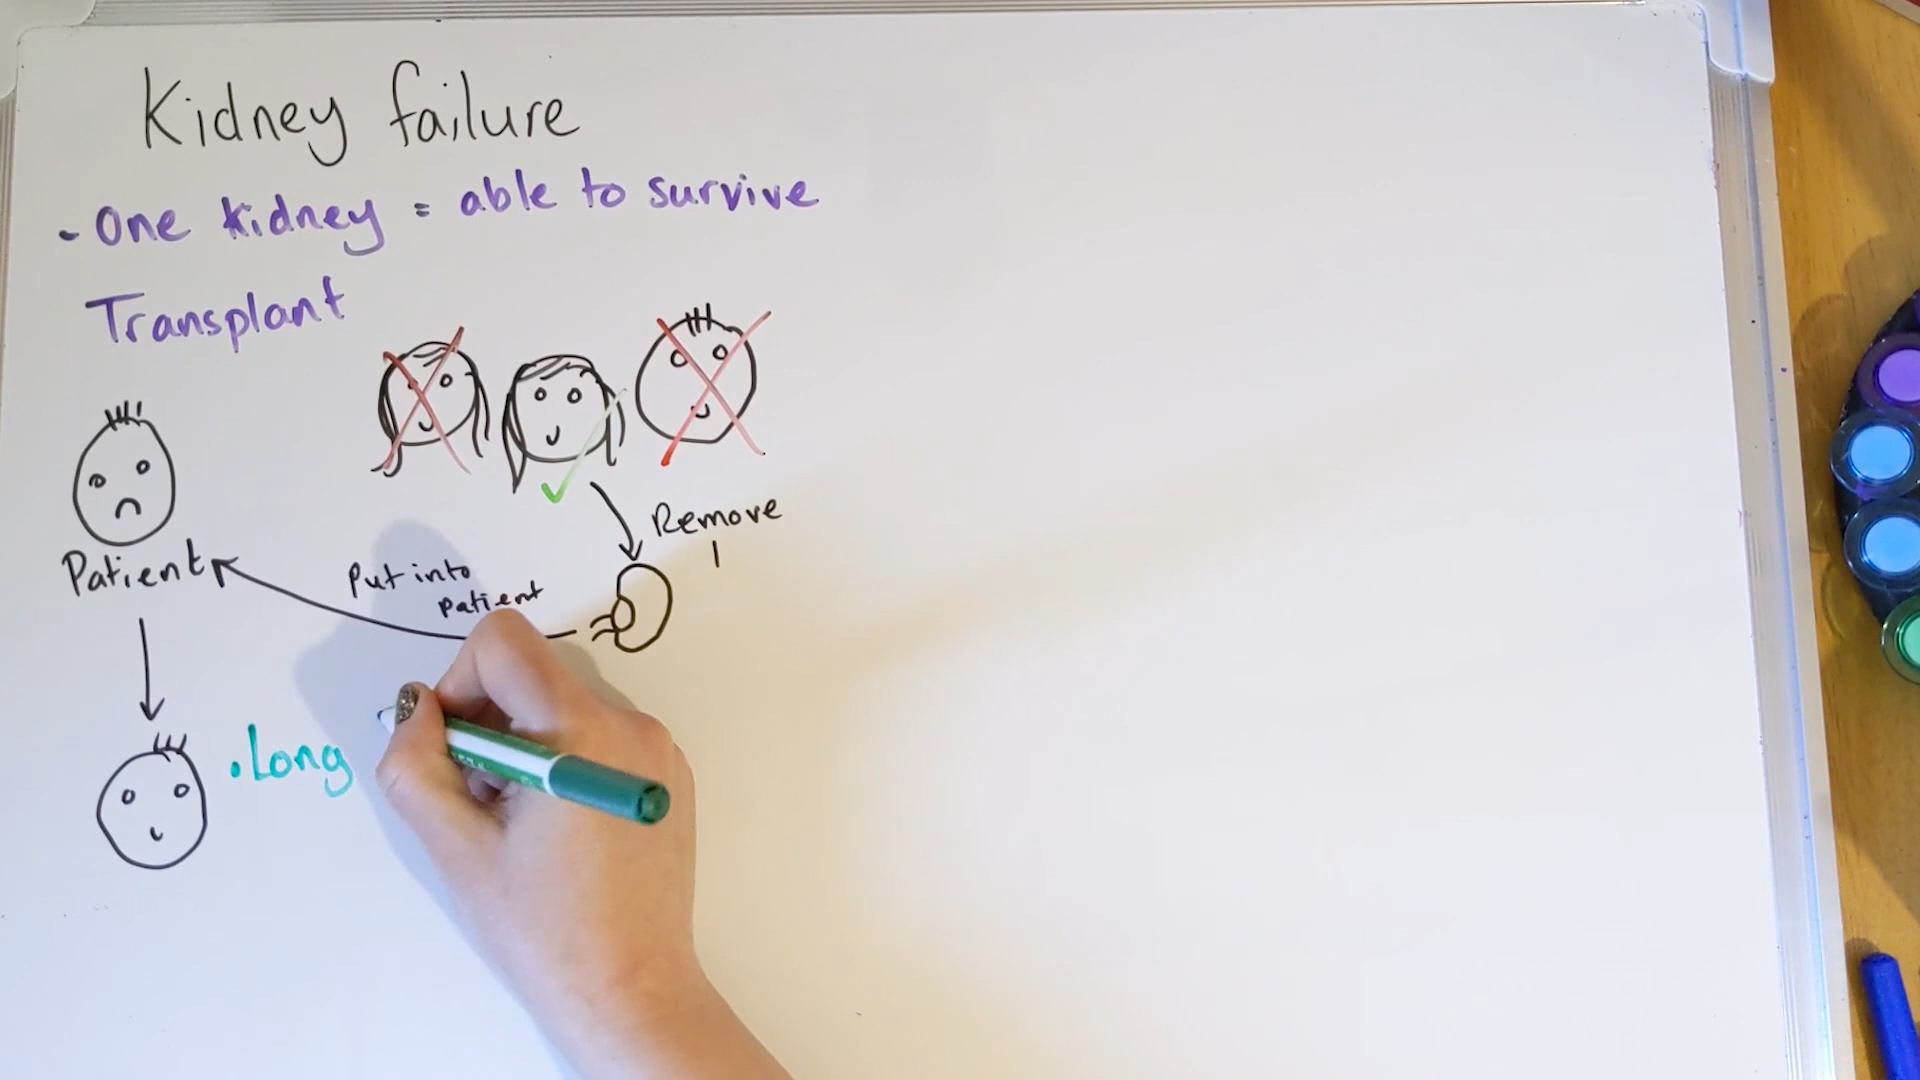 Kidney failure
- One kidney = able to survive
Transplant
Remove
1
Put into
patient
Patient
.Long